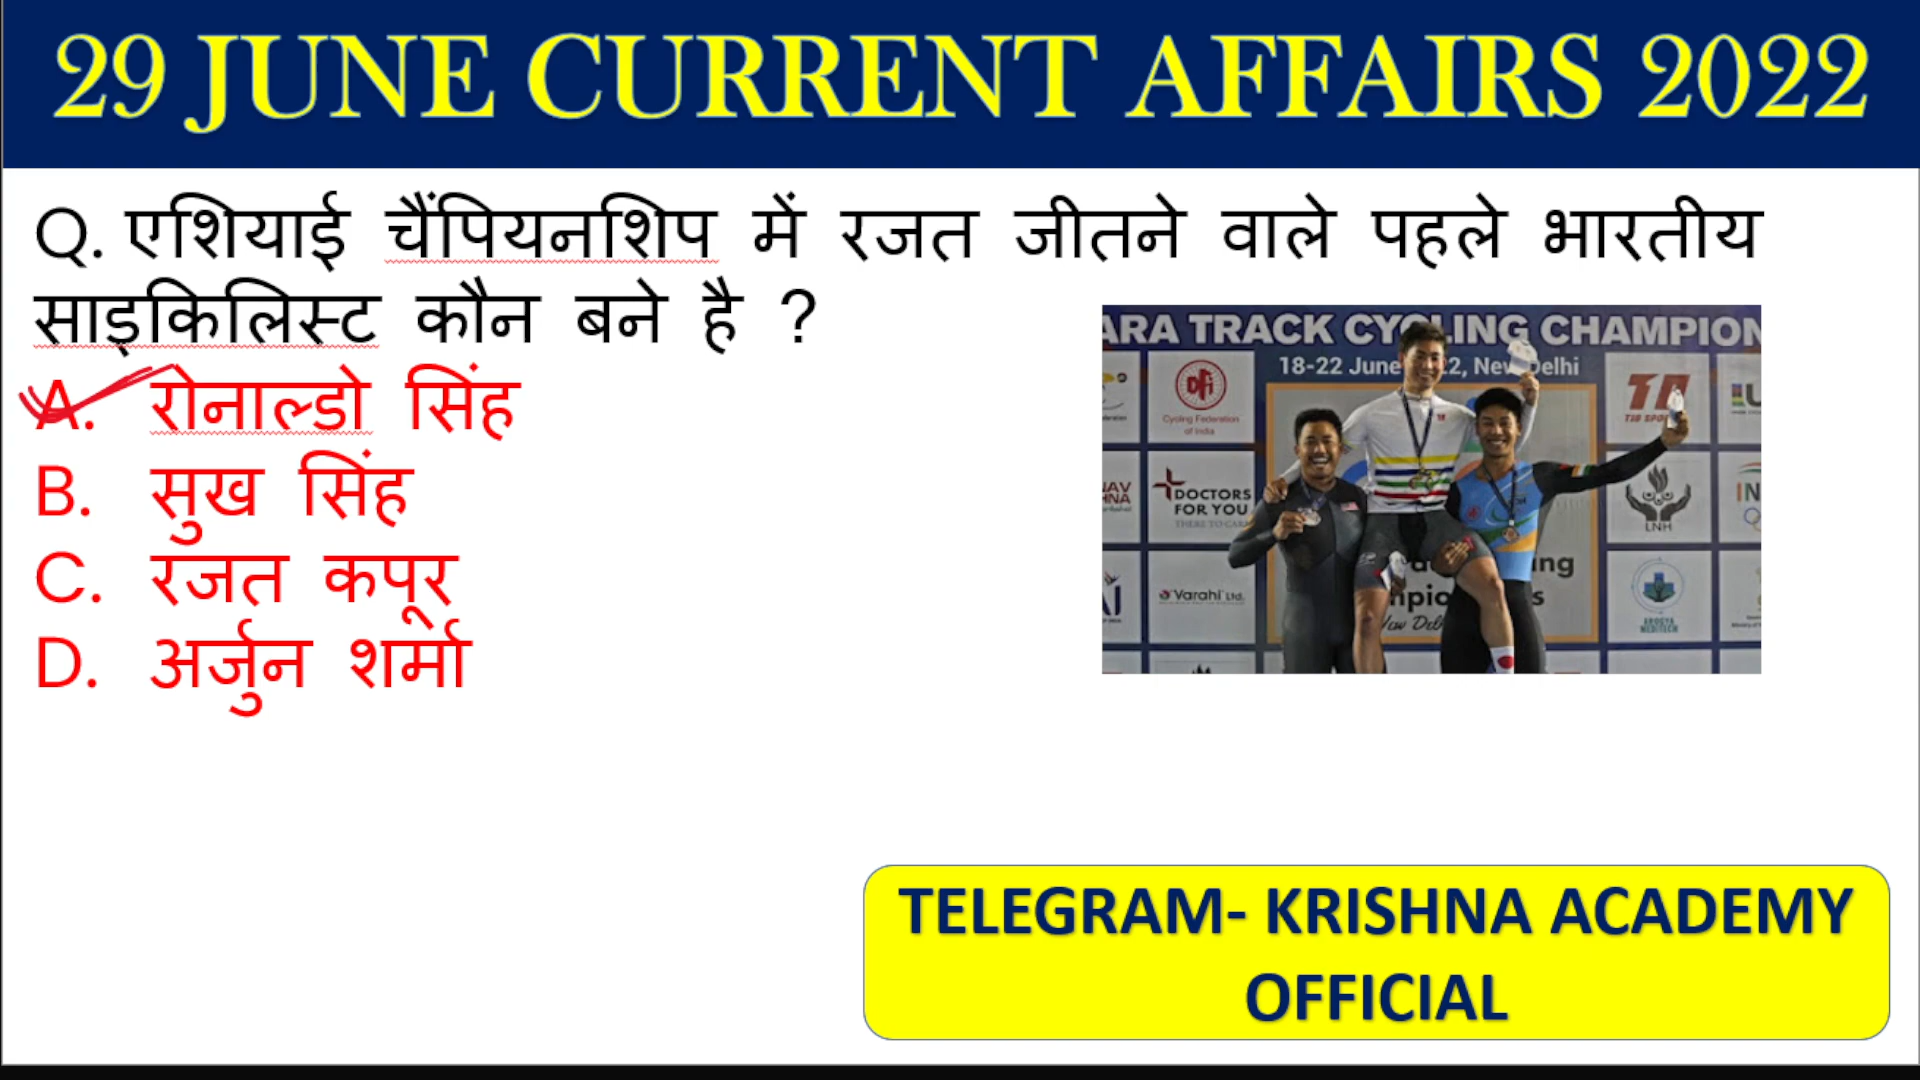 29 JUNE CURRENT AFFAIRS 2022
Q. एशियाई चैंपियनशिप में रजत जीतने वाले पहले भारतीय
साइकिलिस्ट कौन बने है ?
A. रोनाल्डो सिंह
B. सुख सिंह
C. रजत कपूर
D. अर्जुन शर्मा
ARA TRACK CYCLING CHAMPION
18-22 June 22, New Delhi
Cycling Federation
of India
DOCTORS
FOR YOU
LNH
Varahi Ltd.
TELEGRAM- KRISHNA ACADEMY
OFFICIAL